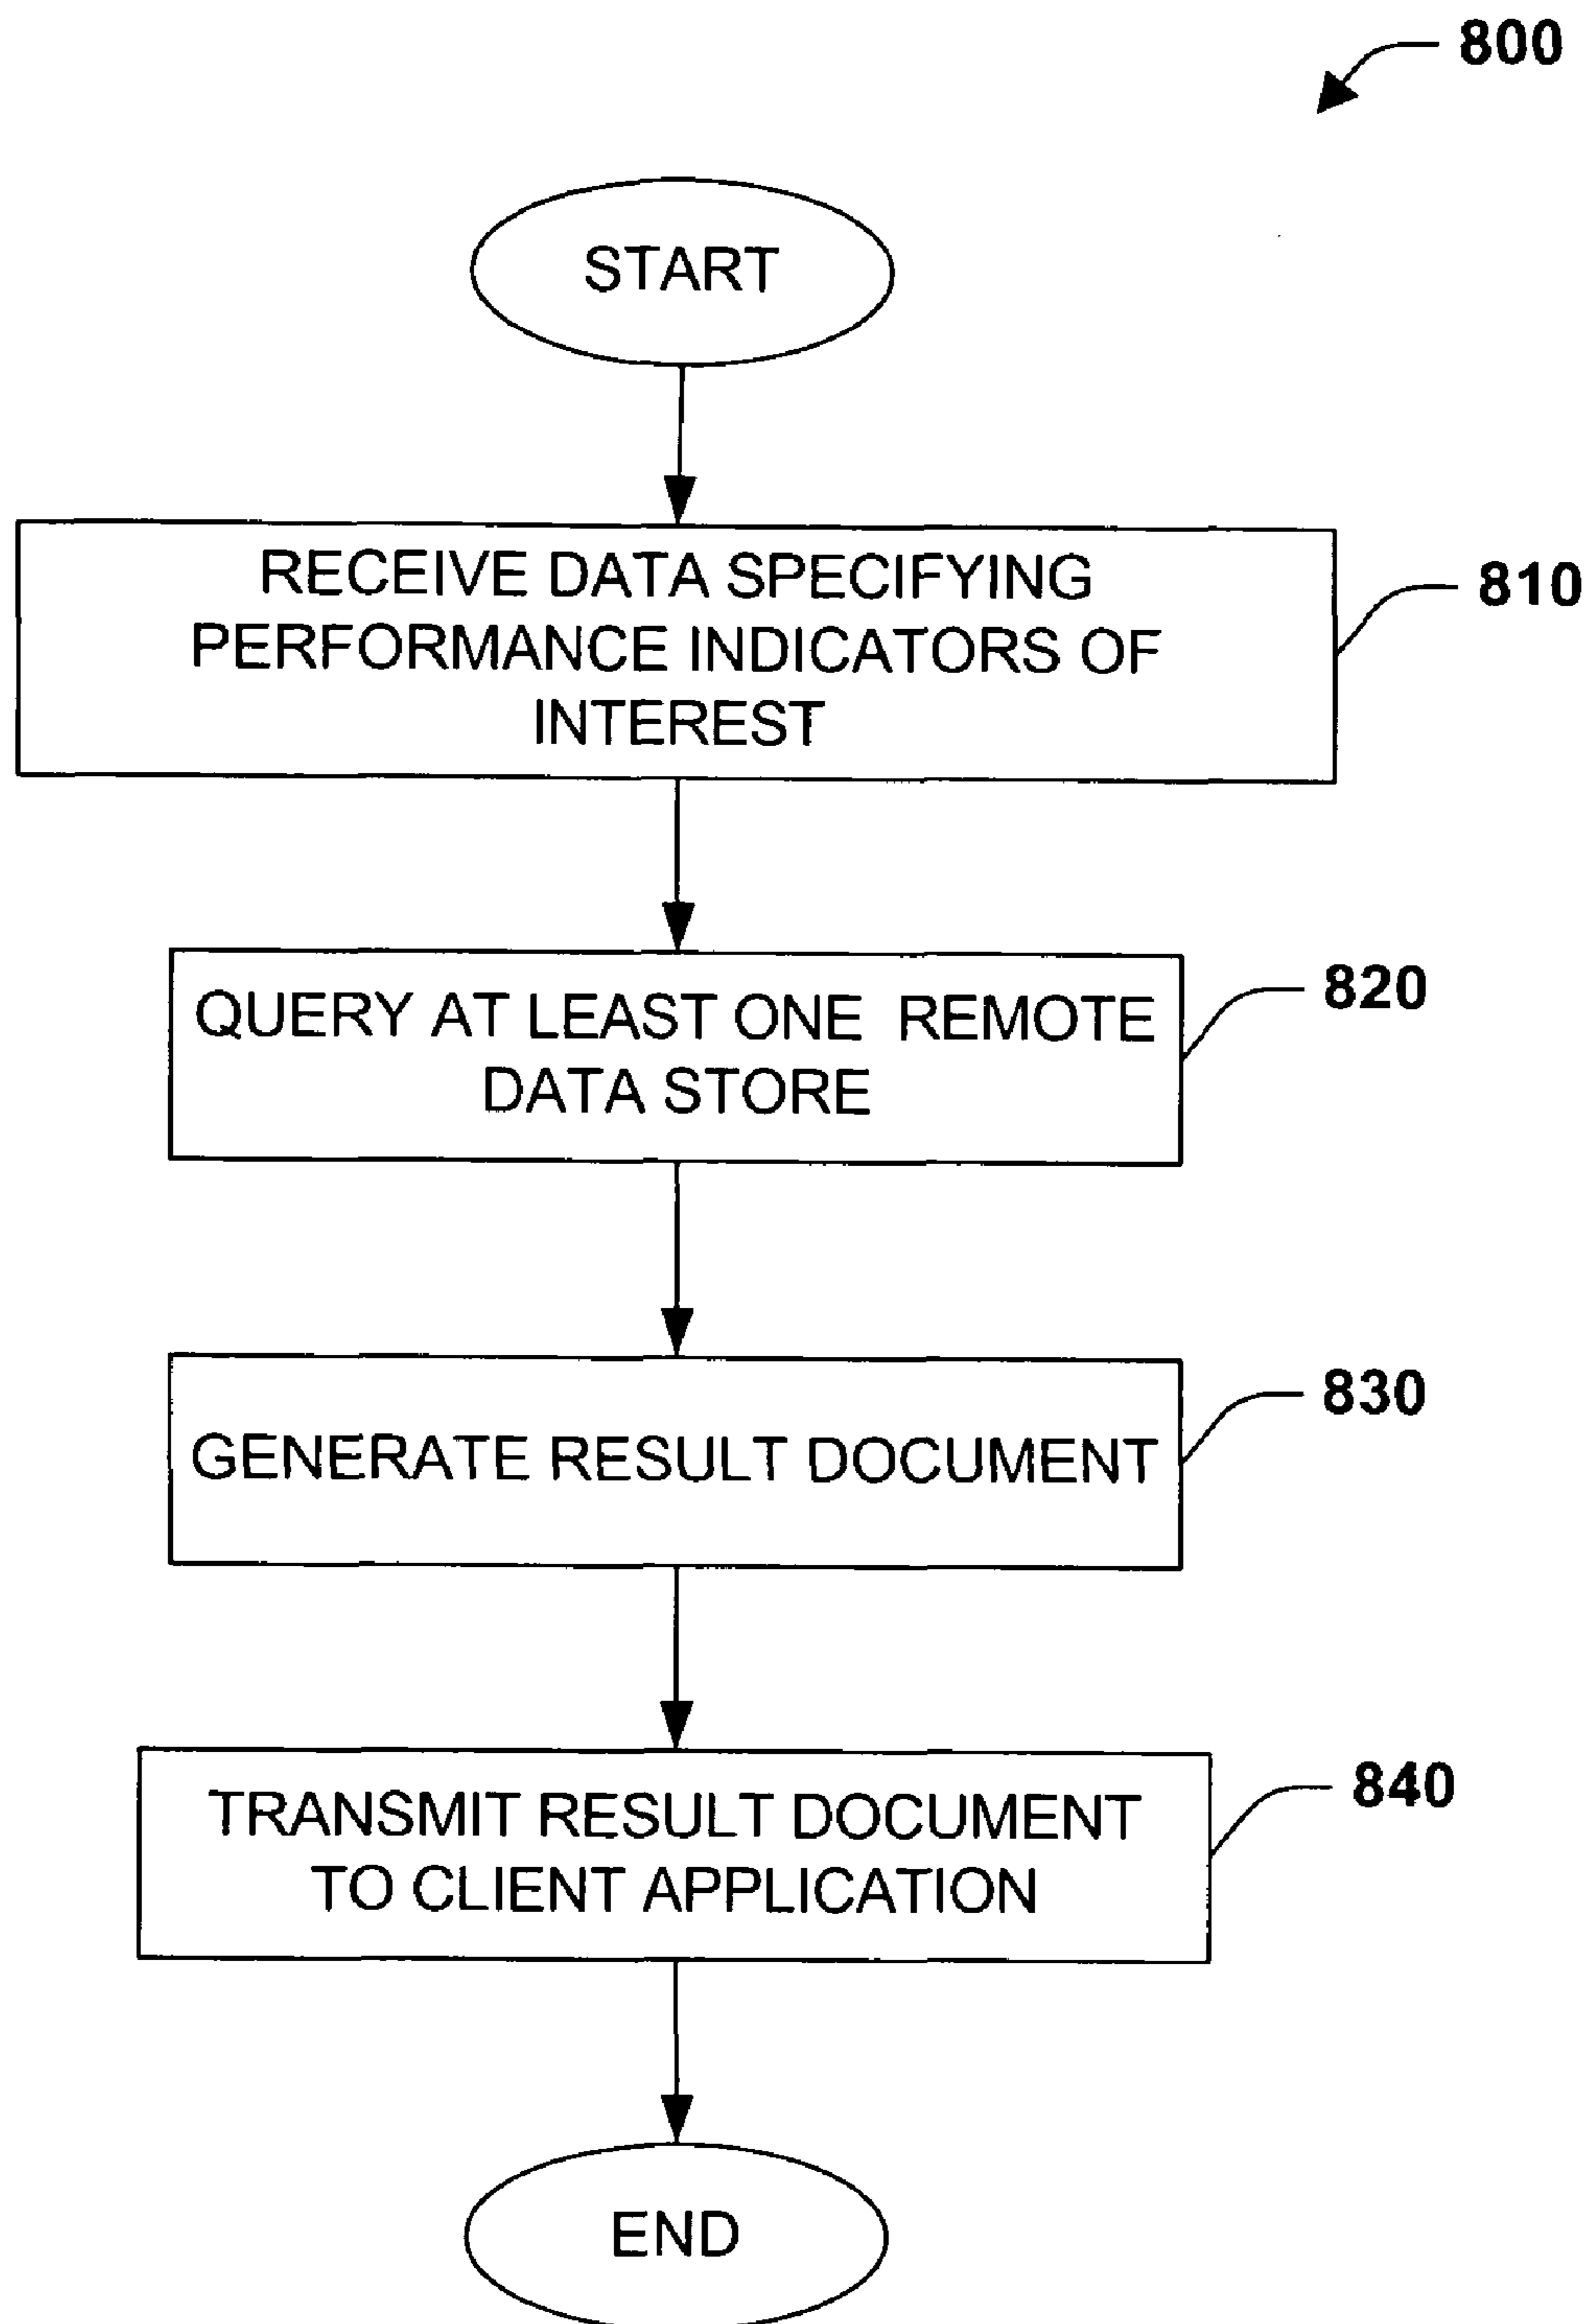 800
START
RECEIVE DATA SPECIFYING
PERFORMANCE INDICATORS OF
INTEREST
810
QUERY AT LEAST ONE REMOTE
DATA STORE
820
GENERATE RESULT DOCUMENT
830
TRANSMIT RESULT DOCUMENT
TO CLIENT APPLICATION
840
END